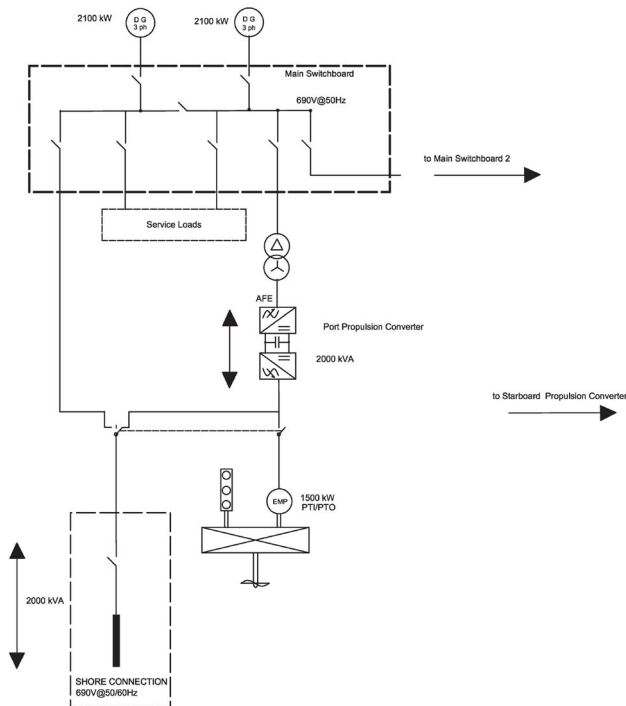 2100 kW
D G
3 ph
2100 kW
D G
3 ph
Main Switchboard
690V@50Hz
to Main Switchboard 2
Service Loads
AFE
Port Propulsion Converter
2000 kVA
to Starboard Propulsion Converter
EMP
1500 kW
PTI/PTO
2000 kVA
SHORE CONNECTION
690V@50/60Hz